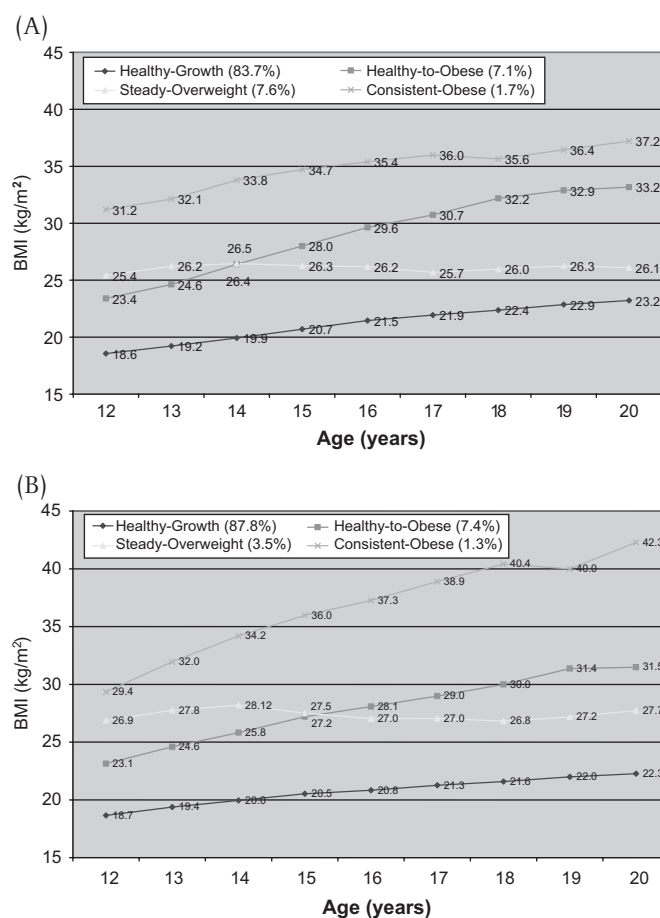 (A)
45
Healthy-Growth (83.7%) Healthy-to-Obese (7.1%)
Steady-Overweight (7.6%) Consistent-Obese (1.7%)
40
35
30
25
20
15
BMI (kg/m²)
31.2 32.1 33.8 34.7 35.4 36.0 35.6 36.4 37.2
23.4 24.6 26.4 28.0 29.6 30.7 32.2 32.9 33.2
25.4 26.2 26.5 26.3 26.2 25.7 26.0 26.3 26.1
18.6 19.2 19.9 20.7 21.5 21.9 22.4 22.9 23.2
12 13 14 15 16 17 18 19 20
Age (years)
(B)
45
Healthy-Growth (87.8%) Healthy-to-Obese (7.4%)
Steady-Overweight (3.5%) Consistent-Obese (1.3%)
40
35
30
25
20
15
BMI (kg/m²)
29.4 32.0 34.2 36.0 37.3 38.9 40.4 40.0 42.3
23.1 24.6 25.8 27.2 28.1 29.0 30.0 31.4 31.5
26.9 27.8 28.12 27.5 27.0 27.0 26.8 27.2 27.7
18.7 19.4 20.0 20.5 20.8 21.3 21.6 22.0 22.3
12 13 14 15 16 17 18 19 20
Age (years)